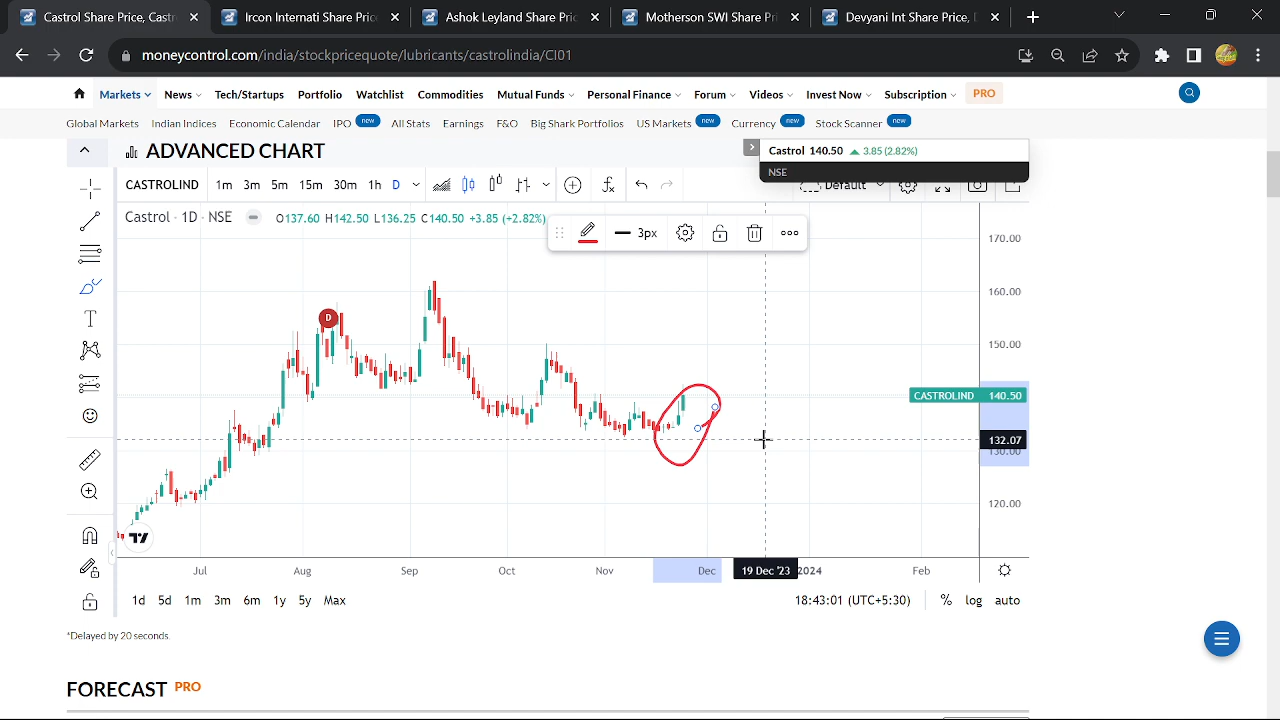 Castrol Share Price, Castrol
Inron International Share Price
Ashok Leyland Share Price
Motherson SWI Share Pri
Devyani Int Share Price, D
moneycontrol.com/india/stockpricequote/lubricants/castrolindia/CI01
Markets News Tech/Startups Portfolio Watchlist Commodities Mutual Funds Personal Finance Forum Videos Invest Now Subscription PRO
Global Markets Indian Indices Economic Calendar IPO new All Stats Earnings F&O Big Shark Portfolios US Markets new Currency new Stock Scanner new
ADVANCED CHART
Castrol 140.50 3.85 (2.82%)
NSE
CASTROLIND 1m 3m 5m 15m 30m 1h D
Default
Castrol · 1D · NSE O137.60 H142.50 L136.25 C140.50 +3.85 (+2.82%)
3px
170.00
160.00
D
150.00
CASTROLIND 140.50
132.07
130.00
120.00
Jul Aug Sep Oct Nov Dec 19 Dec '23 2024 Feb
1d 5d 1m 3m 6m 1y 5y Max
18:43:01 (UTC+5:30) % log auto
*Delayed by 20 seconds.
FORECAST PRO